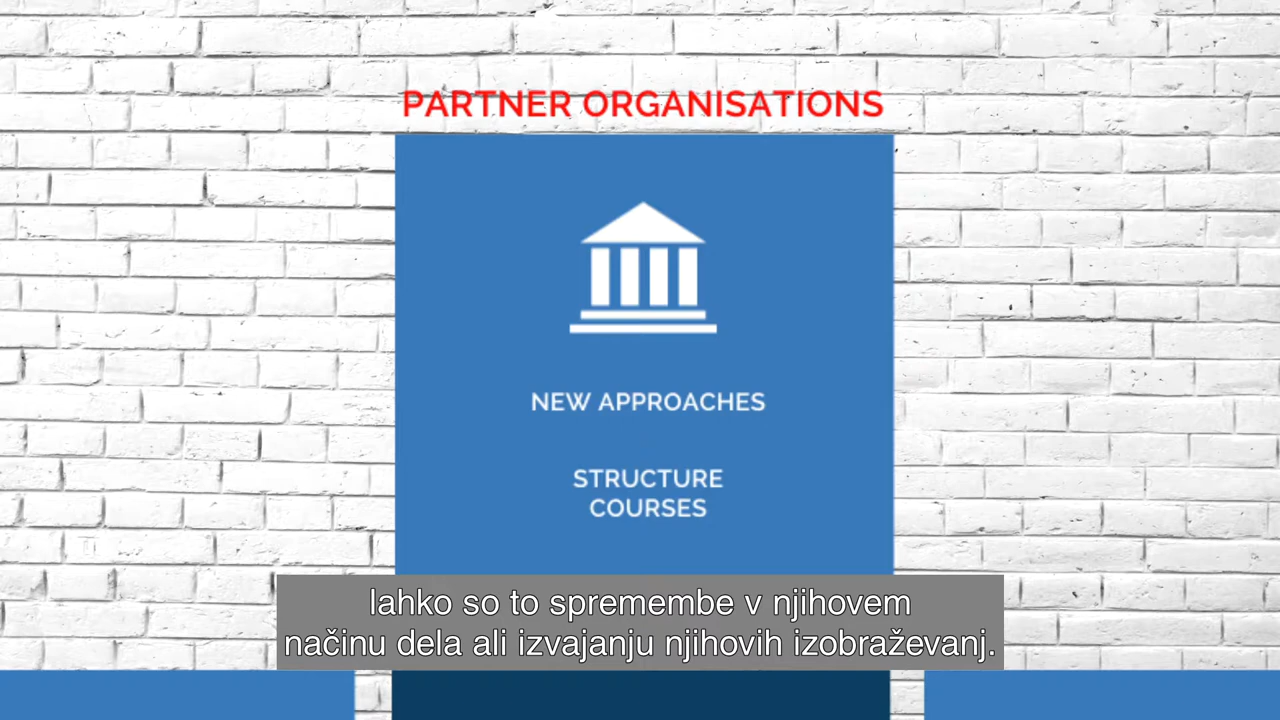 PARTNER ORGANISATIONS
NEW APPROACHES
STRUCTURE
COURSES
lahko so to spremembe v njihovem
načinu dela ali izvajanju njihovih izobraževanj.